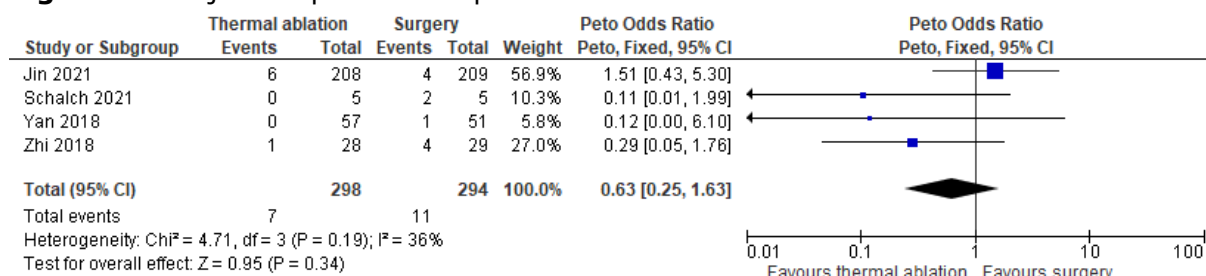 Thermal ablation Surgery Peto Odds Ratio Peto Odds Ratio
Study or Subgroup Events Total Events Total Weight Peto, Fixed, 95% CI Peto, Fixed, 95% CI
Jin 2021 6 208 4 209 56.9% 1.51 [0.43, 5.30]
Schalch 2021 0 5 2 5 10.3% 0.11 [0.01, 1.99]
Yan 2018 0 57 1 51 5.8% 0.12 [0.00, 6.10]
Zhi 2018 1 28 4 29 27.0% 0.29 [0.05, 1.76]
Total (95% CI) 298 294 100.0% 0.63 [0.25, 1.63]
Total events 7 11
Heterogeneity: Chi² = 4.71, df = 3 (P = 0.19); I² = 36%
Test for overall effect: Z = 0.95 (P = 0.34)
0.01 0.1 1 10 100
Favours thermal ablation Favours surgery